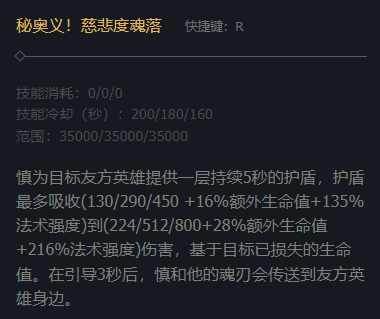 秘奥义！慈悲度魂落 快捷键：R
技能消耗：0/0/0
技能冷却（秒）：200/180/160
范围：35000/35000/35000
慎为目标友方英雄提供一层持续5秒的护盾，护盾
最多吸收(130/290/450 +16%额外生命值+135%
法术强度)到(224/512/800+28%额外生命值
+216%法术强度)伤害，基于目标已损失的生命
值。在引导3秒后，慎和他的魂刃会传送到友方英
雄身边。